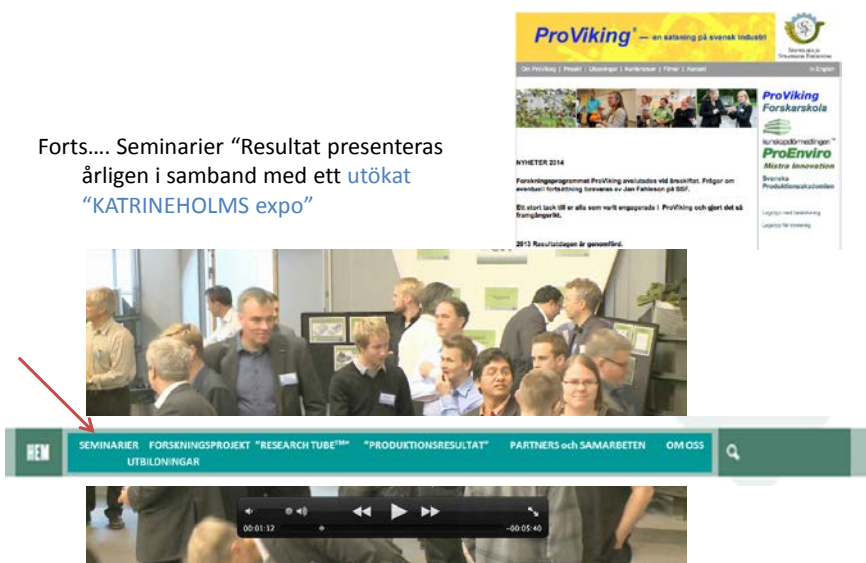 ProViking — en satsning på svensk industri
Om ProViking | Projekt | Utlysningar | Konferenser | Filmer | Kontakt
In English
ProViking
Forskarskola
kunskapsförmedlingen
ProEnviro
Mistra Innovation
Svenska
Produktionsakademien
NYHETER 2014
Forskningsprogrammet ProViking avslutades vid årsskiftet. Frågor om
eventuell fortsättning besvaras av Jan Fahleson på SSF.
Ett stort tack till er alla som varit engagerade i ProViking och gjort det så
framgångsrikt.
2013 Resultatdagen är genomförd.
Forts…. Seminarier “Resultat presenteras
årligen i samband med ett utökat
“KATRINEHOLMS expo”
HEM
SEMINARIER FORSKNINGSPROJEKT "RESEARCH TUBE™" "PRODUKTIONSRESULTAT" PARTNERS och SAMARBETEN OM OSS
UTBILDNINGAR
00:01:12
-00:05:40